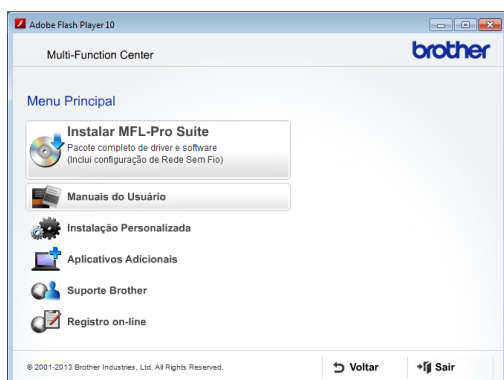 Adobe Flash Player 10
Multi-Function Center
brother
Menu Principal
Instalar MFL-Pro Suite
Pacote completo de driver e software
(Inclui configuração de Rede Sem Fio)
Manuais do Usuário
Instalação Personalizada
Aplicativos Adicionais
Suporte Brother
Registro on-line
© 2001-2013 Brother Industries, Ltd. All Rights Reserved.
Voltar
Sair